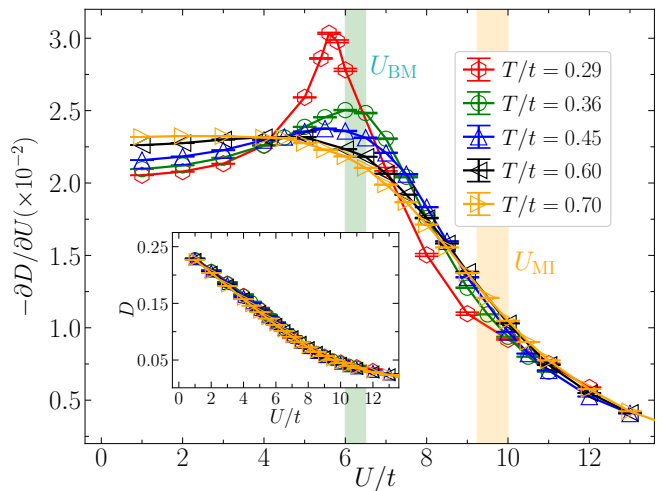 3.0
2.5
2.0
1.5
1.0
0.5
−∂D/∂U(×10⁻²)
U_BM
U_MI
T/t = 0.29
T/t = 0.36
T/t = 0.45
T/t = 0.60
T/t = 0.70
0.25
0.15
0.05
D
0 2 4 6 8 10 12
U/t
0 2 4 6 8 10 12
U/t